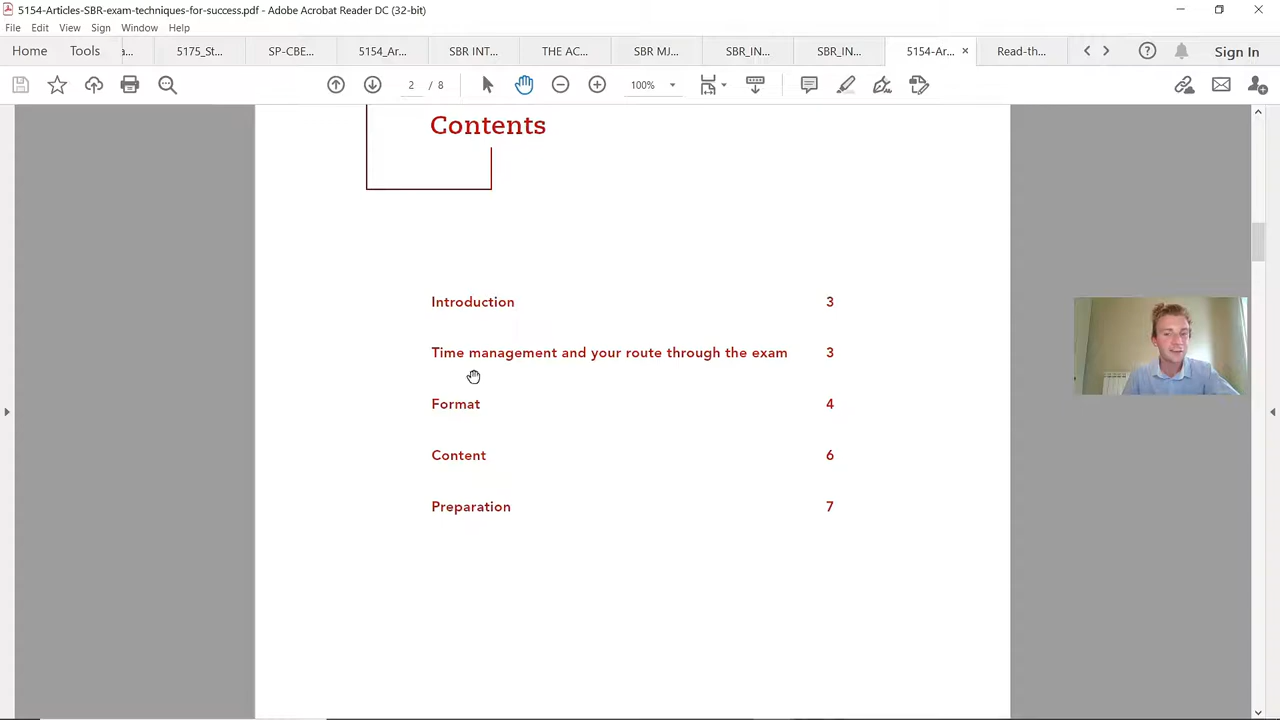 5154-Articles-SBR-exam-techniques-for-success.pdf - Adobe Acrobat Reader DC (32-bit)
File Edit View Sign Window Help
Home Tools a... 5175_St... SP-CBE... 5154_Ar... SBR INT... THE AC... SBR MJ... SBR_IN... SBR_IN... 5154-Ar... × Read-th... Sign In
2 / 8 100%
Contents
Introduction 3
Time management and your route through the exam 3
Format 4
Content 6
Preparation 7